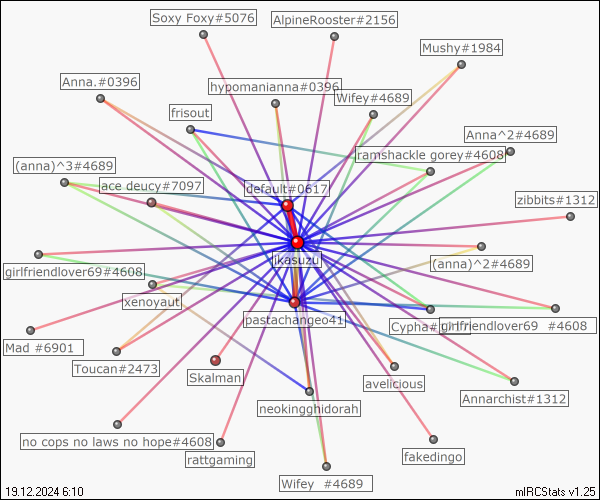 Soxy Foxy#5076
AlpineRooster#2156
Mushy#1984
Anna.#0396
hypomanianna#0396
Wifey#4689
frisout
Anna^2#4689
ramshackle gorey#4608
(anna)^3#4689
ace deucy#7097
default#0617
zibbits#1312
jkasuzu
(anna)^2#4689
girlfriendlover69#4608
xenoyaut
pastachangeo41
girlfriendlover69 #4608
Mad #6901
Toucan#2473
Skalman
avelicious
Annarchist#1312
neokingghidorah
no cops no laws no hope#4608
rattgaming
fakedingo
Wifey #4689
19.12.2024 6:10
mIRCStats v1.25